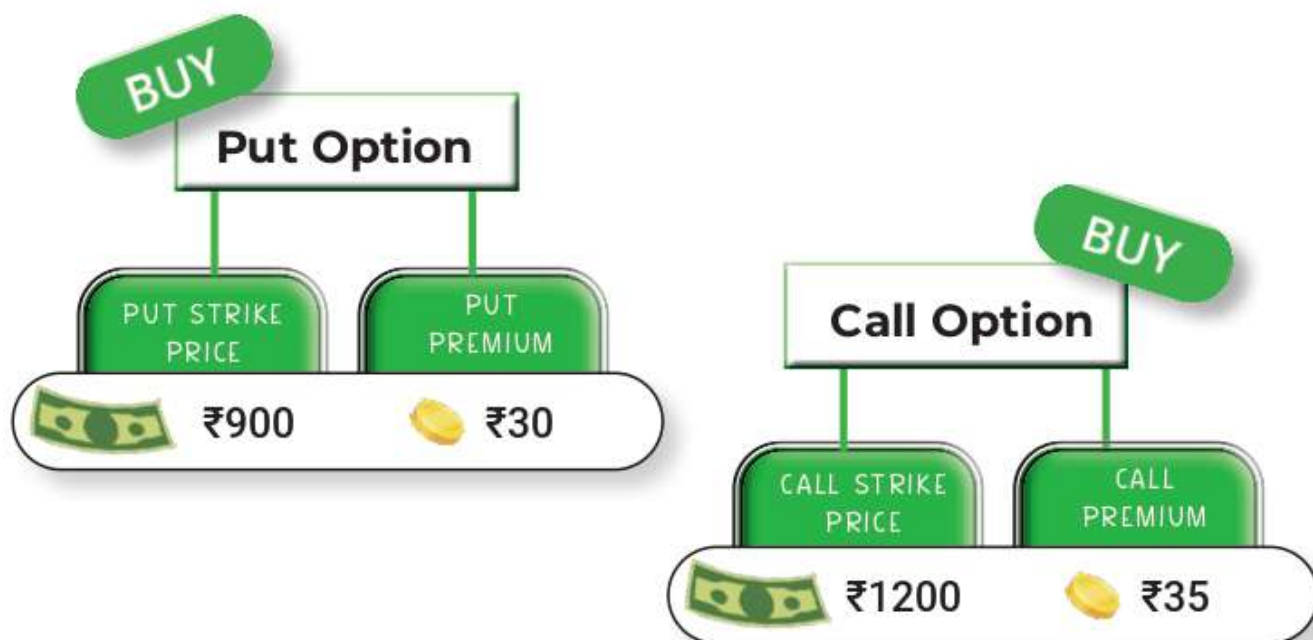 BUY
Put Option
PUT STRIKE
PRICE
PUT
PREMIUM
₹900
₹30
BUY
Call Option
CALL STRIKE
PRICE
CALL
PREMIUM
₹1200
₹35